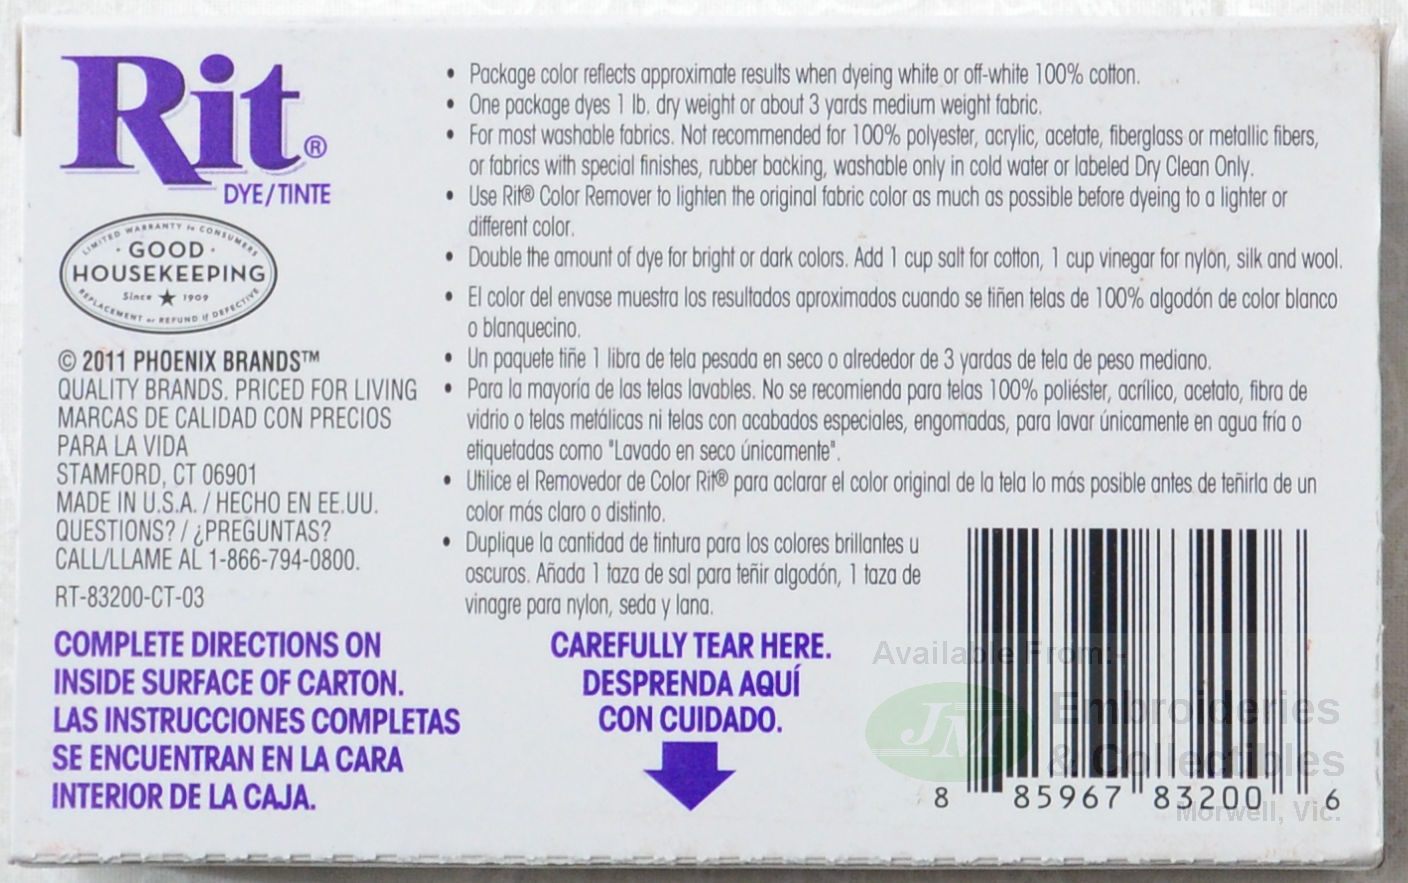 Rit®
DYE/TINTE
LIMITED WARRANTY to CONSUMERS
GOOD
HOUSEKEEPING
Since ★ 1909
REPLACEMENT or REFUND if DEFECTIVE
© 2011 PHOENIX BRANDS™
QUALITY BRANDS. PRICED FOR LIVING
MARCAS DE CALIDAD CON PRECIOS
PARA LA VIDA
STAMFORD, CT 06901
MADE IN U.S.A. / HECHO EN EE.UU.
QUESTIONS? / ¿PREGUNTAS?
CALL/LLAME AL 1-866-794-0800.
RT-83200-CT-03
COMPLETE DIRECTIONS ON
INSIDE SURFACE OF CARTON.
LAS INSTRUCCIONES COMPLETAS
SE ENCUENTRAN EN LA CARA
INTERIOR DE LA CAJA.
• Package color reflects approximate results when dyeing white or off-white 100% cotton.
• One package dyes 1 lb. dry weight or about 3 yards medium weight fabric.
• For most washable fabrics. Not recommended for 100% polyester, acrylic, acetate, fiberglass or metallic fibers,
or fabrics with special finishes, rubber backing, washable only in cold water or labeled Dry Clean Only.
• Use Rit® Color Remover to lighten the original fabric color as much as possible before dyeing to a lighter or
different color.
• Double the amount of dye for bright or dark colors. Add 1 cup salt for cotton, 1 cup vinegar for nylon, silk and wool.
• El color del envase muestra los resultados aproximados cuando se tiñen telas de 100% algodón de color blanco
o blanquecino.
• Un paquete tiñe 1 libra de tela pesada en seco o alrededor de 3 yardas de tela de peso mediano.
• Para la mayoría de las telas lavables. No se recomienda para telas 100% poliéster, acrílico, acetato, fibra de
vidrio o telas metálicas ni telas con acabados especiales, engomadas, para lavar únicamente en agua fría o
etiquetadas como "Lavado en seco únicamente".
• Utilice el Removedor de Color Rit® para aclarar el color original de la tela lo más posible antes de teñirla de un
color más claro o distinto.
• Duplique la cantidad de tintura para los colores brillantes u
oscuros. Añada 1 taza de sal para teñir algodón, 1 taza de
vinagre para nylon, seda y lana.
CAREFULLY TEAR HERE.
DESPRENDA AQUÍ
CON CUIDADO.
Available From:-
JM Embroideries
& Collectibles
Morwell, Vic.
8 85967 83200 6